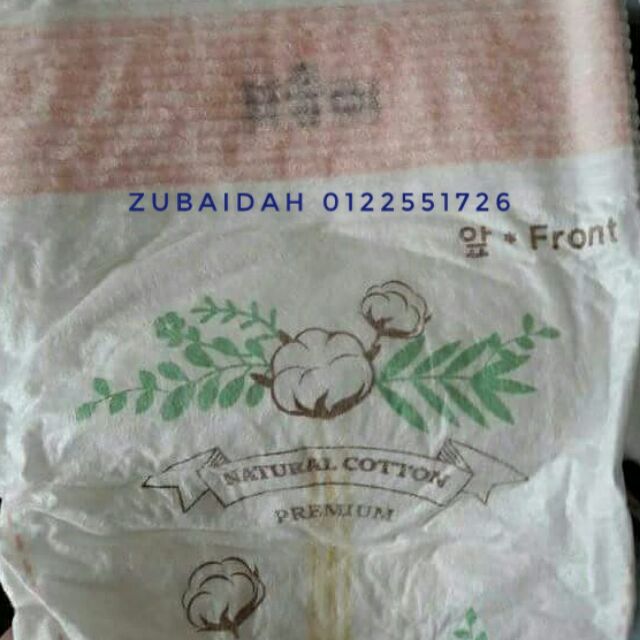 ZUBAIDAH 0122551726
앞 • Front
NATURAL COTTON
PREMIUM